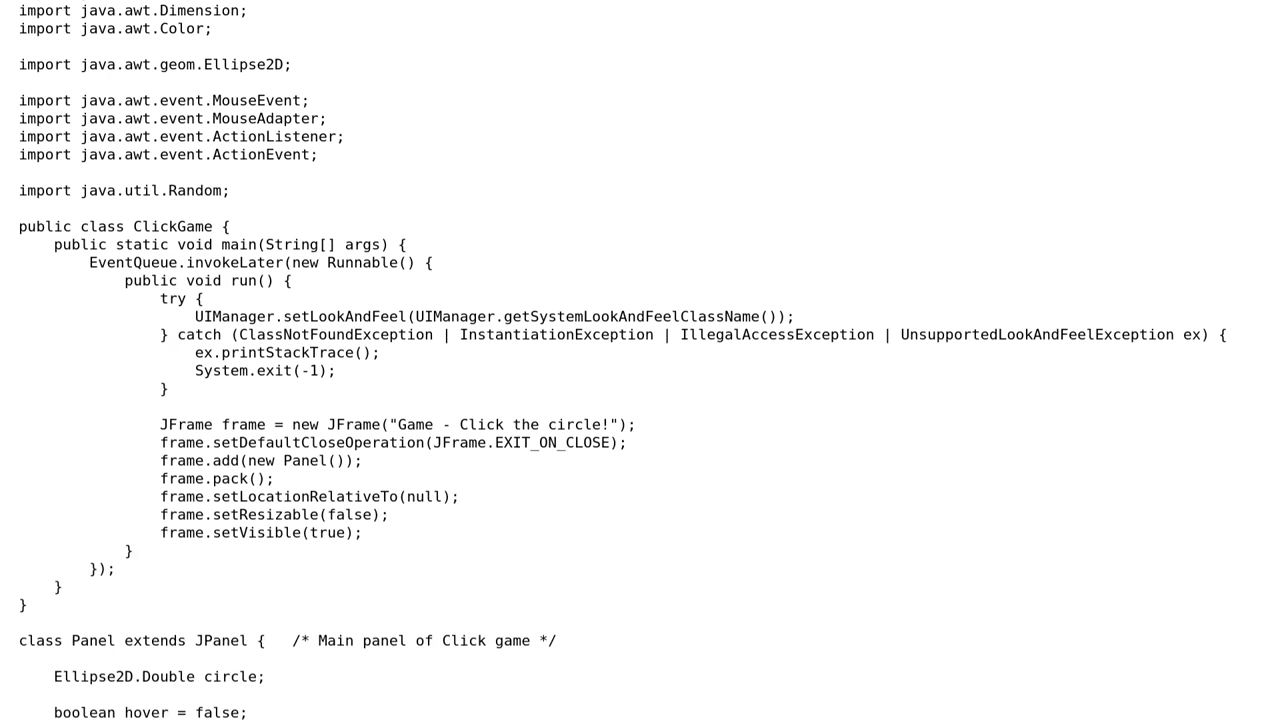 import java.awt.Dimension;
import java.awt.Color;

import java.awt.geom.Ellipse2D;

import java.awt.event.MouseEvent;
import java.awt.event.MouseAdapter;
import java.awt.event.ActionListener;
import java.awt.event.ActionEvent;

import java.util.Random;

public class ClickGame {
    public static void main(String[] args) {
        EventQueue.invokeLater(new Runnable() {
            public void run() {
                try {
                    UIManager.setLookAndFeel(UIManager.getSystemLookAndFeelClassName());
                } catch (ClassNotFoundException | InstantiationException | IllegalAccessException | UnsupportedLookAndFeelException ex) {
                    ex.printStackTrace();
                    System.exit(-1);
                }

                JFrame frame = new JFrame("Game - Click the circle!");
                frame.setDefaultCloseOperation(JFrame.EXIT_ON_CLOSE);
                frame.add(new Panel());
                frame.pack();
                frame.setLocationRelativeTo(null);
                frame.setResizable(false);
                frame.setVisible(true);
            }
        });
    }
}

class Panel extends JPanel {   /* Main panel of Click game */

    Ellipse2D.Double circle;

    boolean hover = false;